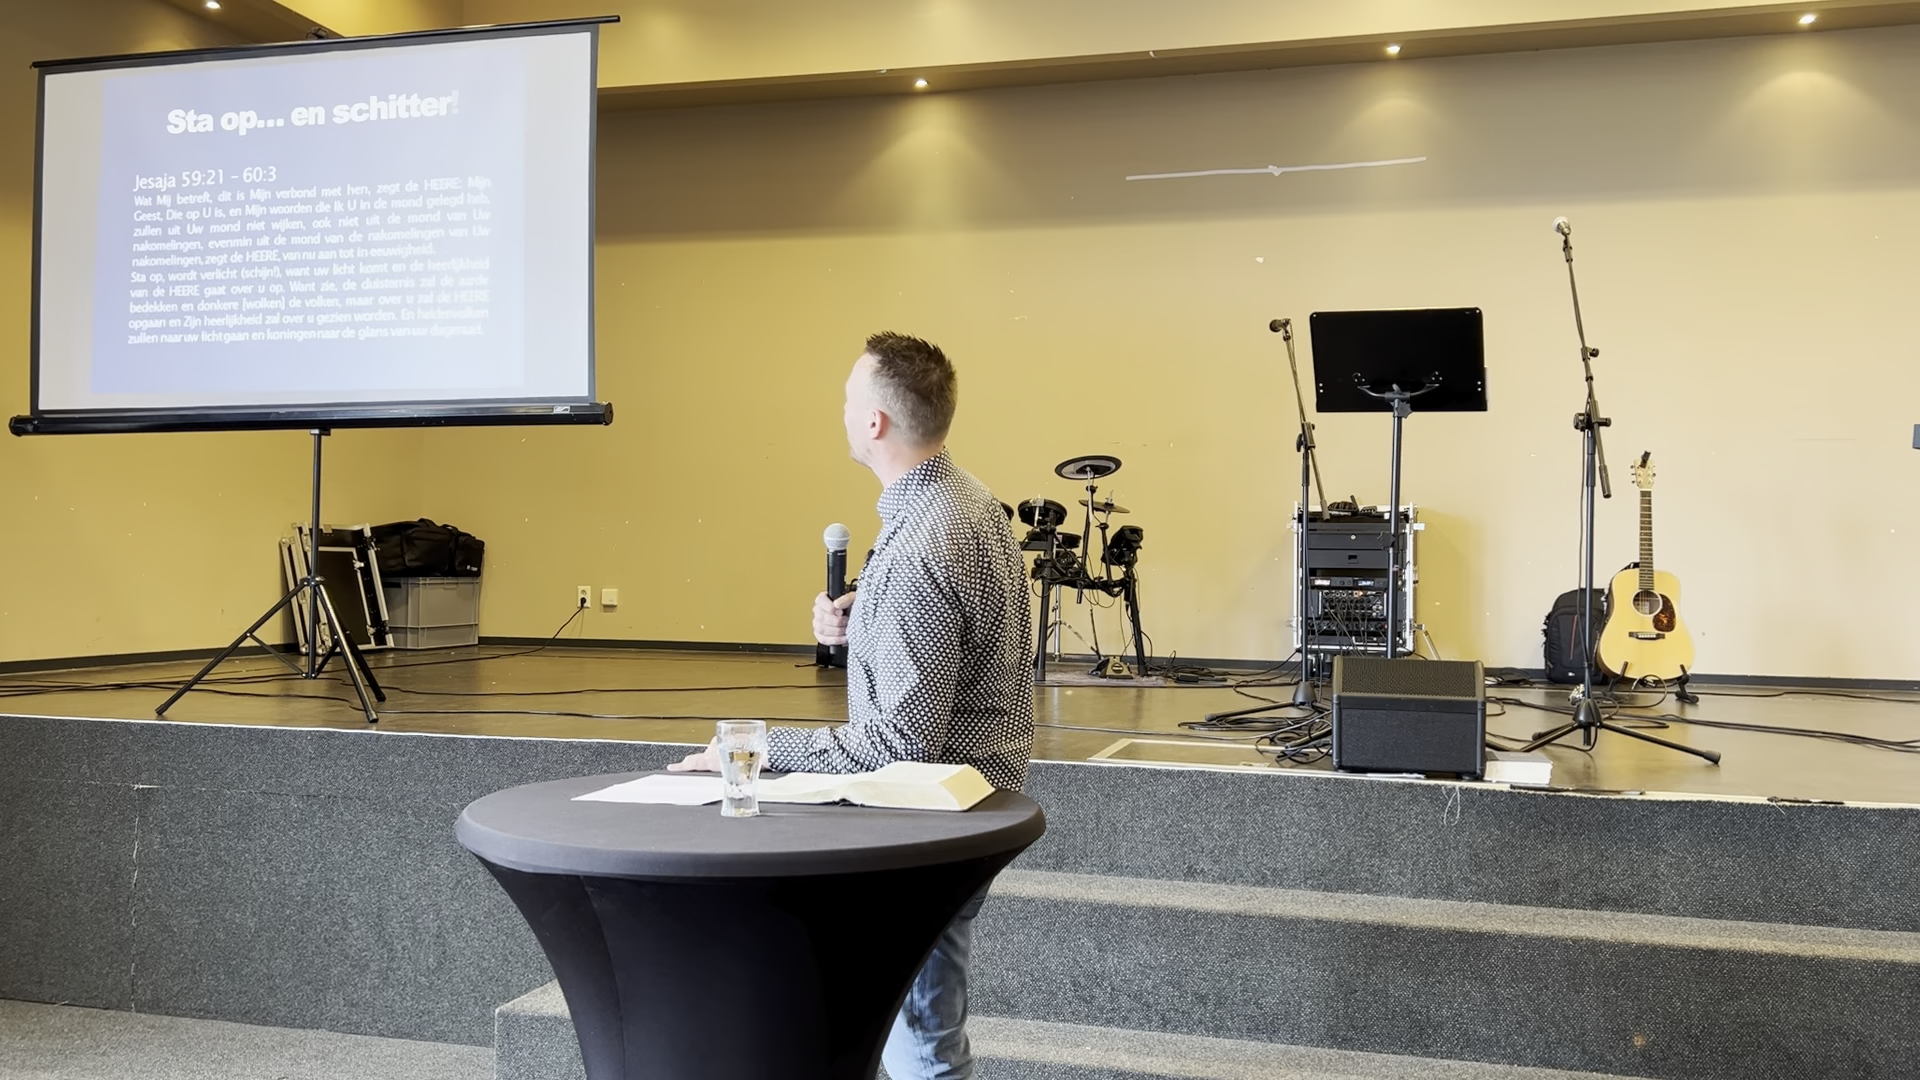 Sta op... en schitter!
Jesaja 59:21 - 60:3
Wat Mij betreft, dit is Mijn verbond met hen, zegt de HEERE: Mijn
Geest, Die op U is, en Mijn woorden die Ik U in de mond gelegd heb,
zullen uit Uw mond niet wijken, ook niet uit de mond van Uw
nakomelingen, evenmin uit de mond van de nakomelingen van Uw
nakomelingen, zegt de HEERE, van nu aan tot in eeuwigheid.
Sta op, wordt verlicht (schijn!), want uw licht komt en de heerlijkheid
van de HEERE gaat over u op. Want zie, de duisternis zal de aarde
bedekken en donkere [wolken] de volken, maar over u zal de HEERE
opgaan en Zijn heerlijkheid zal over u gezien worden. En heidenvolken
zullen naar uw licht gaan en koningen naar de glans van uw dageraad.